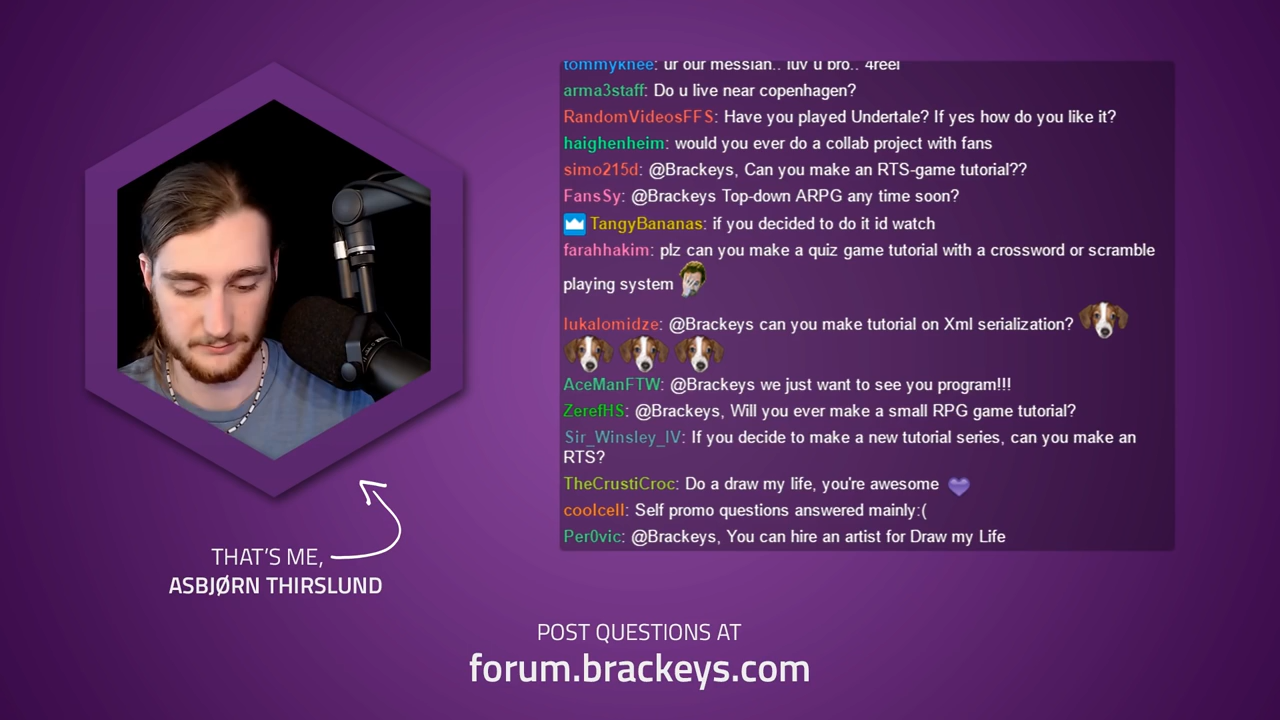 tommyknee: ur our messiah.. luv u bro.. 4reel
arma3staff: Do u live near copenhagen?
RandomVideosFFS: Have you played Undertale? If yes how do you like it?
haighenheim: would you ever do a collab project with fans
simo215d: @Brackeys, Can you make an RTS-game tutorial??
FansSy: @Brackeys Top-down ARPG any time soon?
TangyBananas: if you decided to do it id watch
farahhakim: plz can you make a quiz game tutorial with a crossword or scramble
playing system
lukalomidze: @Brackeys can you make tutorial on Xml serialization?
AceManFTW: @Brackeys we just want to see you program!!!
ZerefHS: @Brackeys, Will you ever make a small RPG game tutorial?
Sir_Winsley_IV: If you decide to make a new tutorial series, can you make an
RTS?
TheCrustiCroc: Do a draw my life, you're awesome
coolcell: Self promo questions answered mainly:(
Per0vic: @Brackeys, You can hire an artist for Draw my Life
THAT'S ME,
ASBJØRN THIRSLUND
POST QUESTIONS AT
forum.brackeys.com